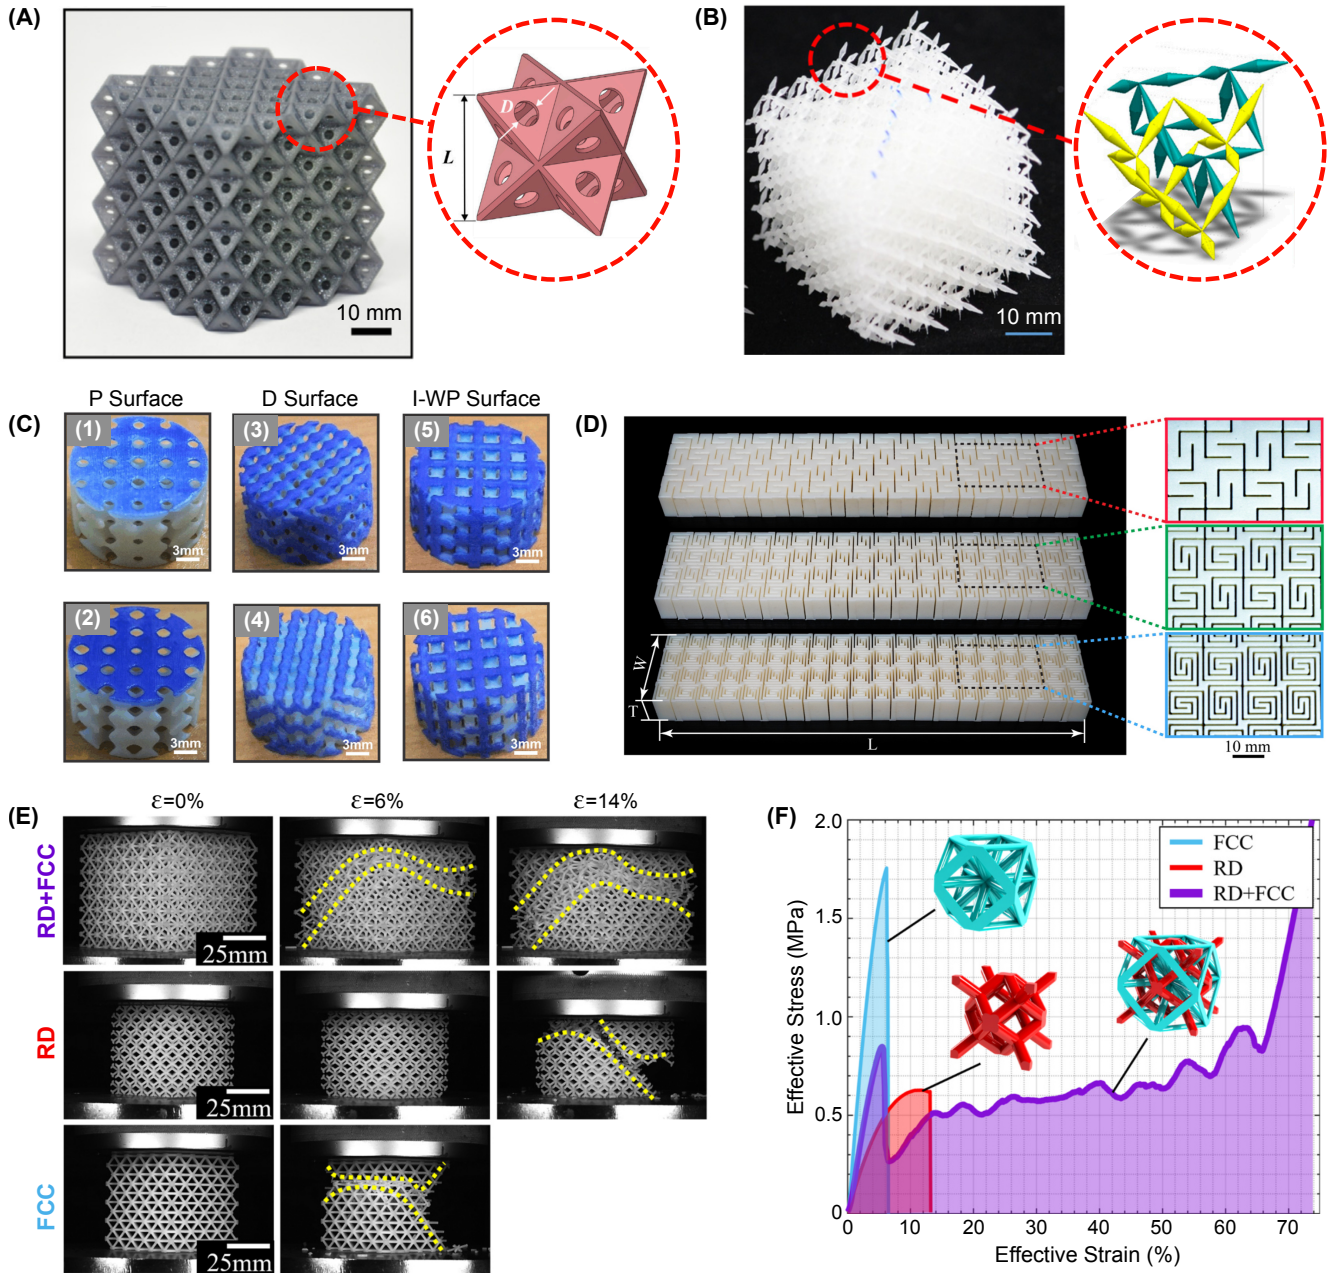 (A)
L
D
10 mm
(B)
10 mm
(C)
P Surface
D Surface
I-WP Surface
(1)
3mm
(3)
3mm
(5)
3mm
(2)
3mm
(4)
3mm
(6)
3mm
(D)
W
T
L
10 mm
(E)
ε=0%
ε=6%
ε=14%
RD+FCC
25mm
RD
25mm
FCC
25mm
(F)
2.0
1.5
1.0
0.5
0
Effective Stress (MPa)
FCC
RD
RD+FCC
0
10
20
30
40
50
60
70
Effective Strain (%)